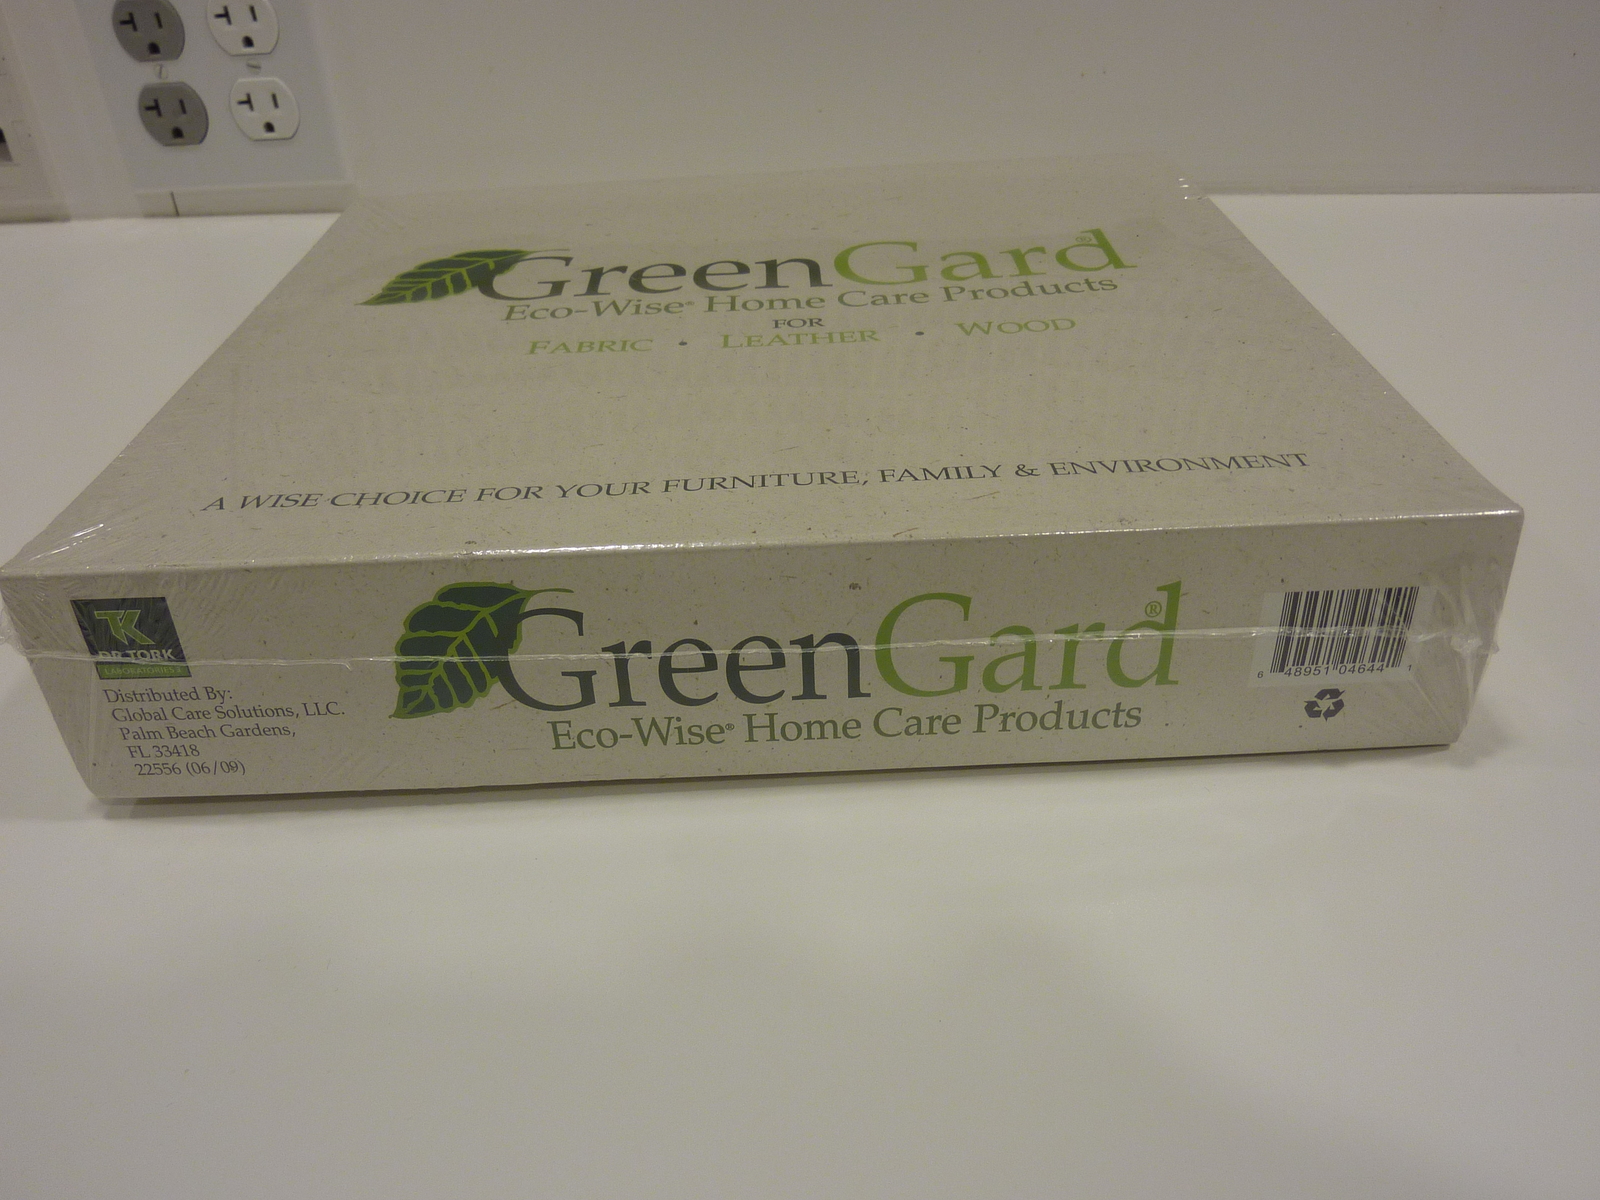 GreenGard®
Eco-Wise® Home Care Products
FOR
FABRIC • LEATHER • WOOD
A WISE CHOICE FOR YOUR FURNITURE, FAMILY & ENVIRONMENT
TK
DR TORK
LABORATORIES
Distributed By:
Global Care Solutions, LLC.
Palm Beach Gardens,
FL 33418
22556 (06/09)
GreenGard®
Eco-Wise® Home Care Products
6 48951 04644 1